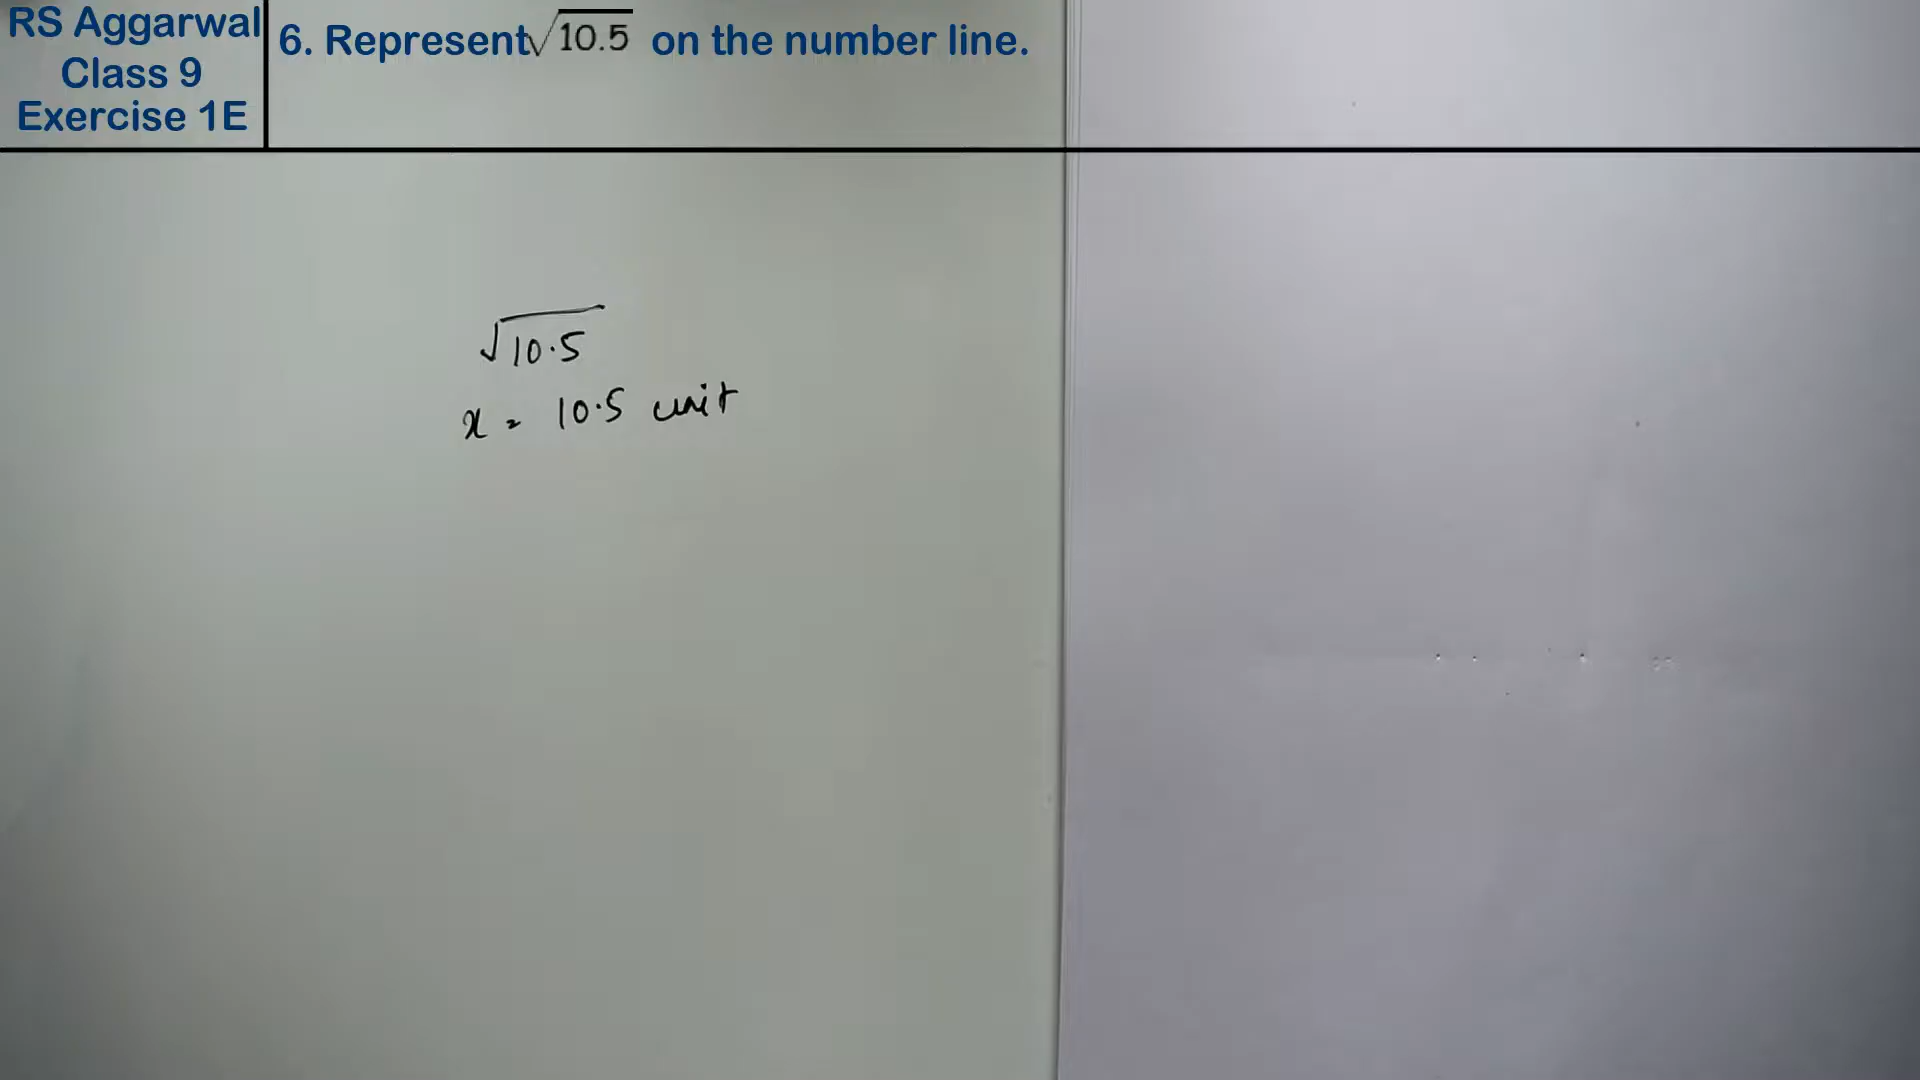 RS Aggarwal
Class 9
Exercise 1E
6. Represent √10.5 on the number line.
√10.5
x = 10.5 unit